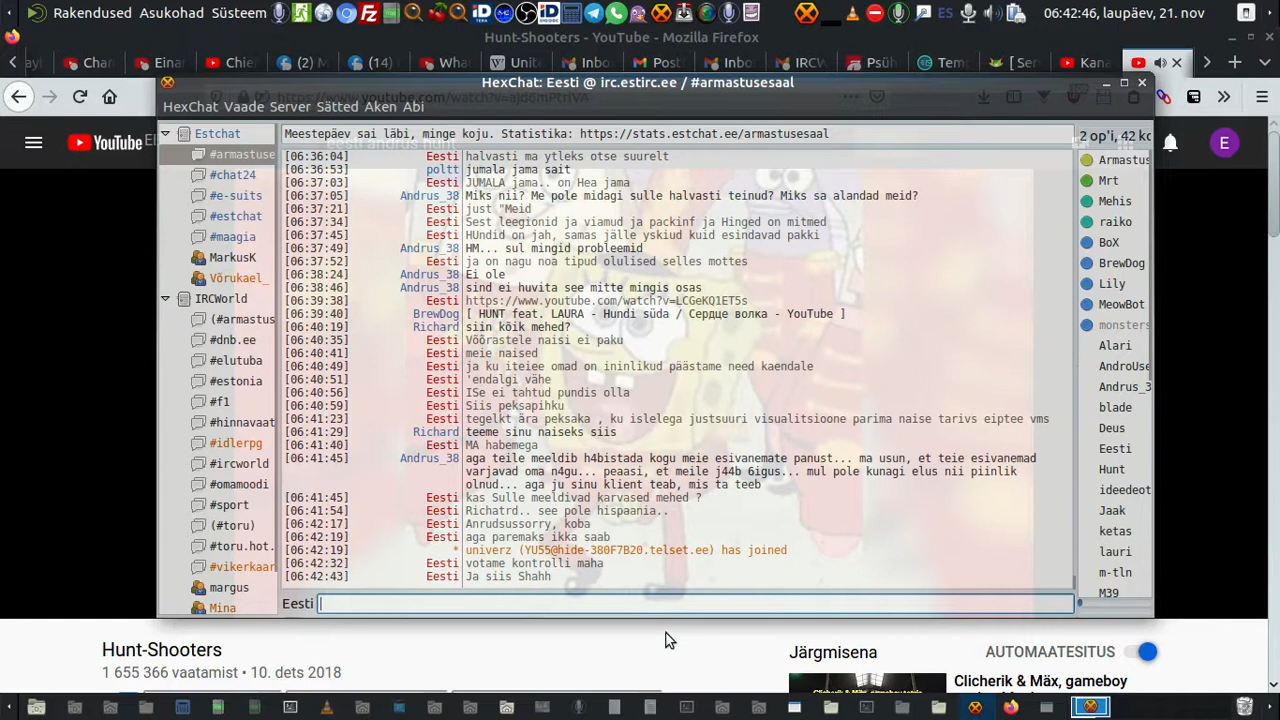 Rakendused Asukohad Süsteem
ES
06:42:46, laupäev, 21. nov
Hunt-Shooters - YouTube - Mozilla Firefox
HexChat: Eesti @ irc.estirc.ee / #armastusesaal
HexChat Vaade Server Sätted Aken Abi
Estchat
#armastuse
#chat24
#e-suits
#estchat
#maagia
MarkusK
Võrukael_
IRCWorld
(#armastus
#dnb.ee
#elutuba
#estonia
#f1
#hinnavaat
#idlerpg
#ircworld
#omamoodi
#sport
(#toru)
#toru.hot.
#vikerkaar
margus
Mina
Meestepäev sai läbi, minge koju. Statistika: https://stats.estchat.ee/armastusesaal
[06:36:04] Eesti halvasti ma ytleks otse suurelt
[06:36:53] poltt jumala jama sait
[06:37:03] Eesti JUMALA jama.. on Hea jama
[06:37:05] Andrus_38 Miks nii? Me pole midagi sulle halvasti teinud? Miks sa alandad meid?
[06:37:21] Eesti just "Meid
[06:37:34] Eesti Sest leegionid ja viamud ja packinf ja Hinged on mitmed
[06:37:45] Eesti HUndid on jah, samas jälle yskiud kuid esindavad pakki
[06:37:49] Andrus_38 HM... sul mingid probleemid
[06:37:52] Eesti ja on nagu noa tipud olulised selles mottes
[06:38:24] Andrus_38 Ei ole
[06:38:46] Andrus_38 sind ei huvita see mitte mingis osas
[06:39:38] Eesti https://www.youtube.com/watch?v=LCGeKQ1ET5s
[06:39:40] BrewDog [ HUNT feat. LAURA - Hundi süda / Сердце волка - YouTube ]
[06:40:19] Richard siin kõik mehed?
[06:40:35] Eesti Võõrastele naisi ei paku
[06:40:41] Eesti meie naised
[06:40:49] Eesti ja ku iteiee omad on ininlikud päästame need kaendale
[06:40:51] Eesti 'endalgi vähe
[06:40:56] Eesti ISe ei tahtud pundis olla
[06:40:59] Eesti Siis peksapihku
[06:41:23] Eesti tegelkt ära peksaka , ku islelega justsuuri visualitsioone parima naise tarivs eiptee vms
[06:41:29] Richard teeme sinu naiseks siis
[06:41:40] Eesti MA habemega
[06:41:45] Andrus_38 aga teile meeldib h4bistada kogu meie esivanemate panust... ma usun, et teie esivanemad
varjavad oma n4gu... peaasi, et meile j44b 6igus... mul pole kunagi elus nii piinlik
olnud... aga ju sinu klient teab, mis ta teeb
[06:41:45] Eesti kas Sulle meeldivad karvased mehed ?
[06:41:54] Eesti Richatrd.. see pole hispaania..
[06:42:17] Eesti Anrudsussorry, koba
[06:42:19] Eesti aga paremaks ikka saab
[06:42:19] * univerz (YU55@hide-380F7B20.telset.ee) has joined
[06:42:32] Eesti votame kontrolli maha
[06:42:43] Eesti Ja siis Shahh
Eesti
2 op'i, 42 ko
Armastus
Mrt
Mehis
raiko
BoX
BrewDog
Lily
MeowBot
monsters
Alari
AndroUse
Andrus_3
blade
Deus
Eesti
Hunt
ideedeot
Jaak
ketas
lauri
m-tln
M39
YouTube
E
Hunt-Shooters
1 655 366 vaatamist • 10. dets 2018
Järgmisena
AUTOMAATESITUS
Clicherik & Mäx, gameboy